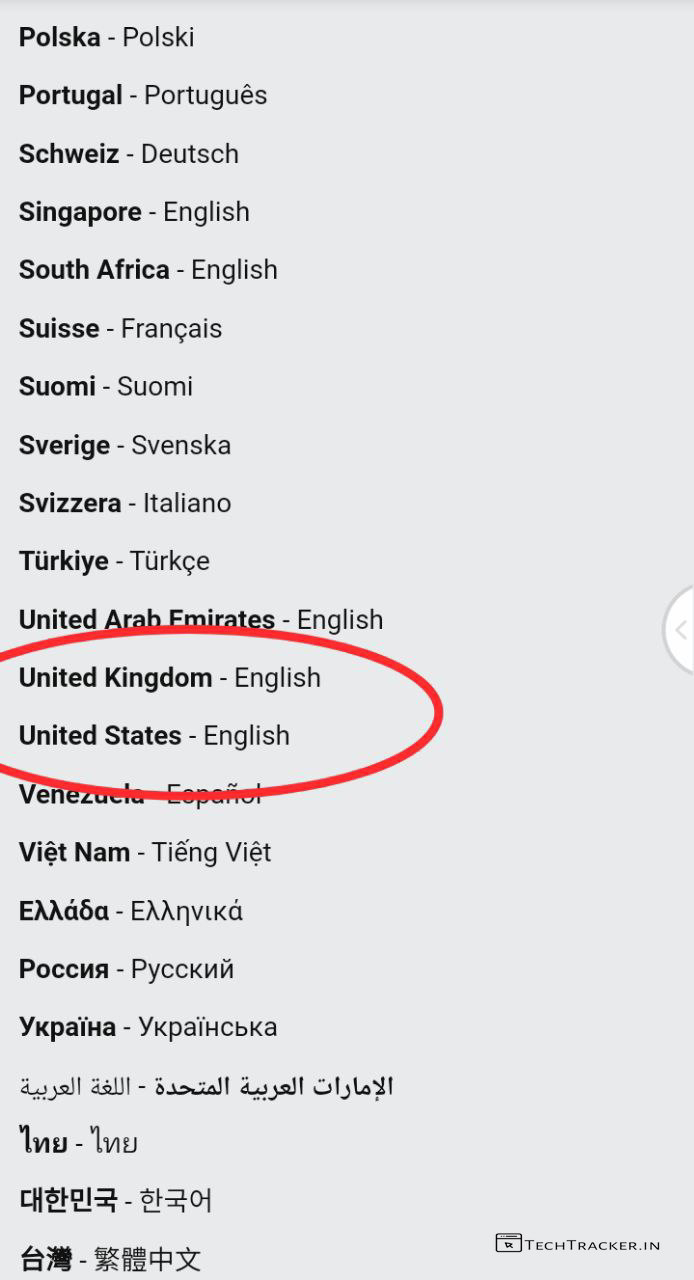 Polska - Polski
Portugal - Português
Schweiz - Deutsch
Singapore - English
South Africa - English
Suisse - Français
Suomi - Suomi
Sverige - Svenska
Svizzera - Italiano
Türkiye - Türkçe
United Arab Emirates - English
United Kingdom - English
United States - English
Venezuela - Español
Việt Nam - Tiếng Việt
Ελλάδα - Ελληνικά
Россия - Русский
Україна - Українська
الإمارات العربية المتحدة - اللغة العربية
ไทย - ไทย
대한민국 - 한국어
台灣 - 繁體中文
TECHTRACKER.IN